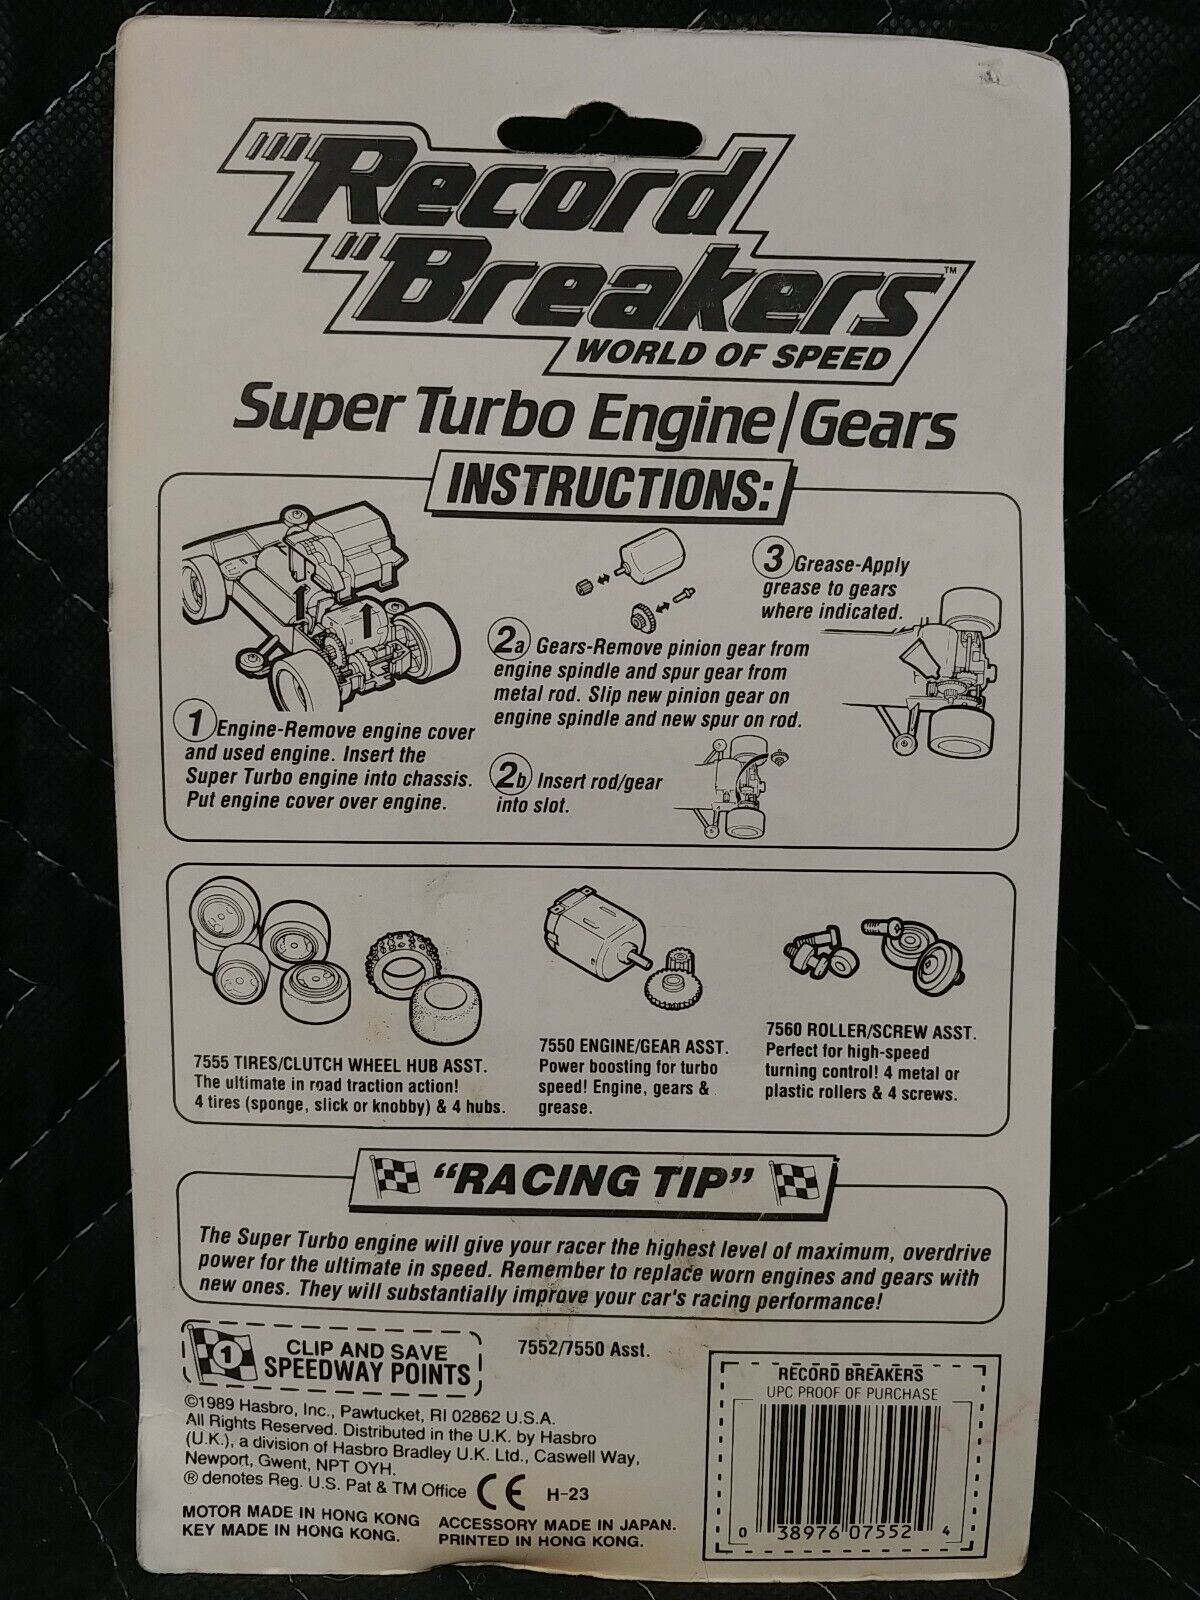 Record
Breakers™
WORLD OF SPEED
Super Turbo Engine/Gears
INSTRUCTIONS:
1 Engine-Remove engine cover
and used engine. Insert the
Super Turbo engine into chassis.
Put engine cover over engine.
2a Gears-Remove pinion gear from
engine spindle and spur gear from
metal rod. Slip new pinion gear on
engine spindle and new spur on rod.
2b Insert rod/gear
into slot.
3 Grease-Apply
grease to gears
where indicated.
7555 TIRES/CLUTCH WHEEL HUB ASST.
The ultimate in road traction action!
4 tires (sponge, slick or knobby) & 4 hubs.
7550 ENGINE/GEAR ASST.
Power boosting for turbo
speed! Engine, gears &
grease.
7560 ROLLER/SCREW ASST.
Perfect for high-speed
turning control! 4 metal or
plastic rollers & 4 screws.
"RACING TIP"
The Super Turbo engine will give your racer the highest level of maximum, overdrive
power for the ultimate in speed. Remember to replace worn engines and gears with
new ones. They will substantially improve your car's racing performance!
1 CLIP AND SAVE
SPEEDWAY POINTS
7552/7550 Asst.
©1989 Hasbro, Inc., Pawtucket, RI 02862 U.S.A.
All Rights Reserved. Distributed in the U.K. by Hasbro
(U.K.), a division of Hasbro Bradley U.K. Ltd., Caswell Way,
Newport, Gwent, NPT OYH.
® denotes Reg. U.S. Pat & TM Office CE H-23
MOTOR MADE IN HONG KONG
KEY MADE IN HONG KONG.
ACCESSORY MADE IN JAPAN.
PRINTED IN HONG KONG.
RECORD BREAKERS
UPC PROOF OF PURCHASE
0 38976 07552 4